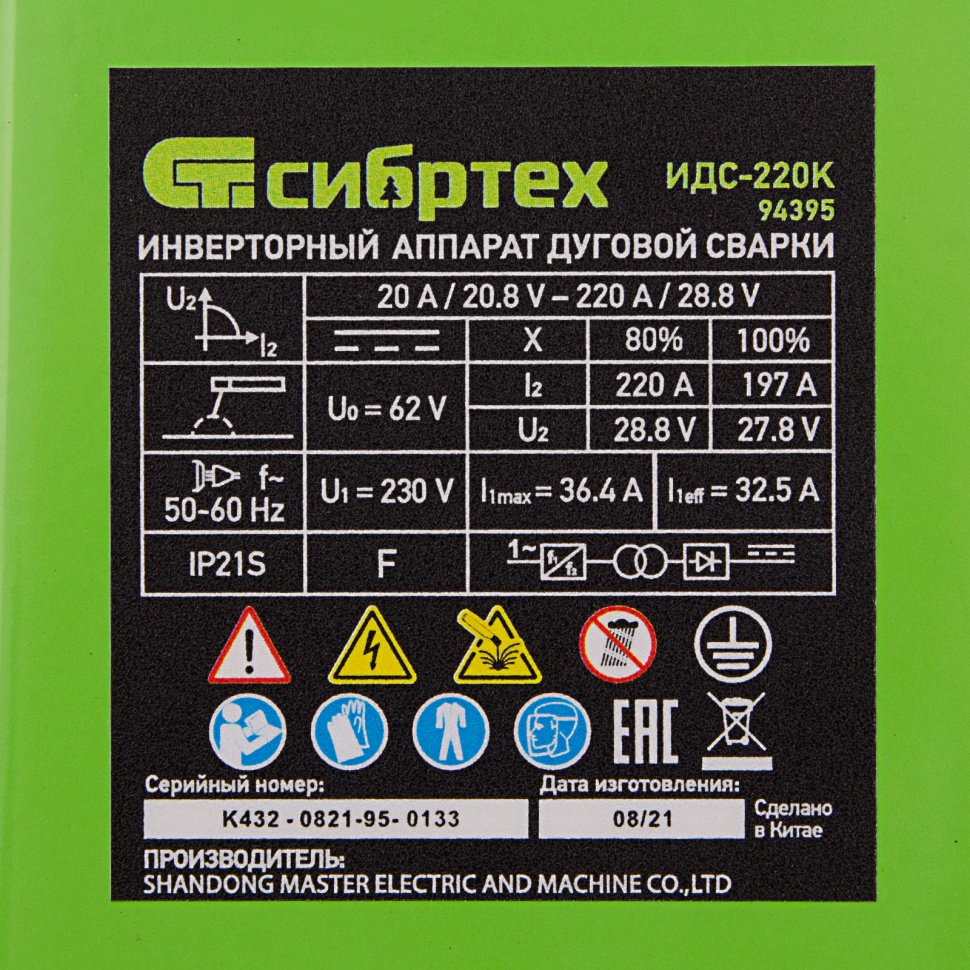 сибртех ИДС-220К
94395
ИНВЕРТОРНЫЙ АППАРАТ ДУГОВОЙ СВАРКИ
U2 I2 20 A / 20.8 V – 220 A / 28.8 V
X 80% 100%
U0 = 62 V I2 220 A 197 A
U2 28.8 V 27.8 V
f~ 50-60 Hz U1 = 230 V I1max = 36.4 A I1eff = 32.5 A
IP21S F 1~ f1 f2
EAC
Серийный номер: Дата изготовления:
K432 - 0821-95- 0133 08/21 Сделано
в Китае
ПРОИЗВОДИТЕЛЬ:
SHANDONG MASTER ELECTRIC AND MACHINE CO.,LTD